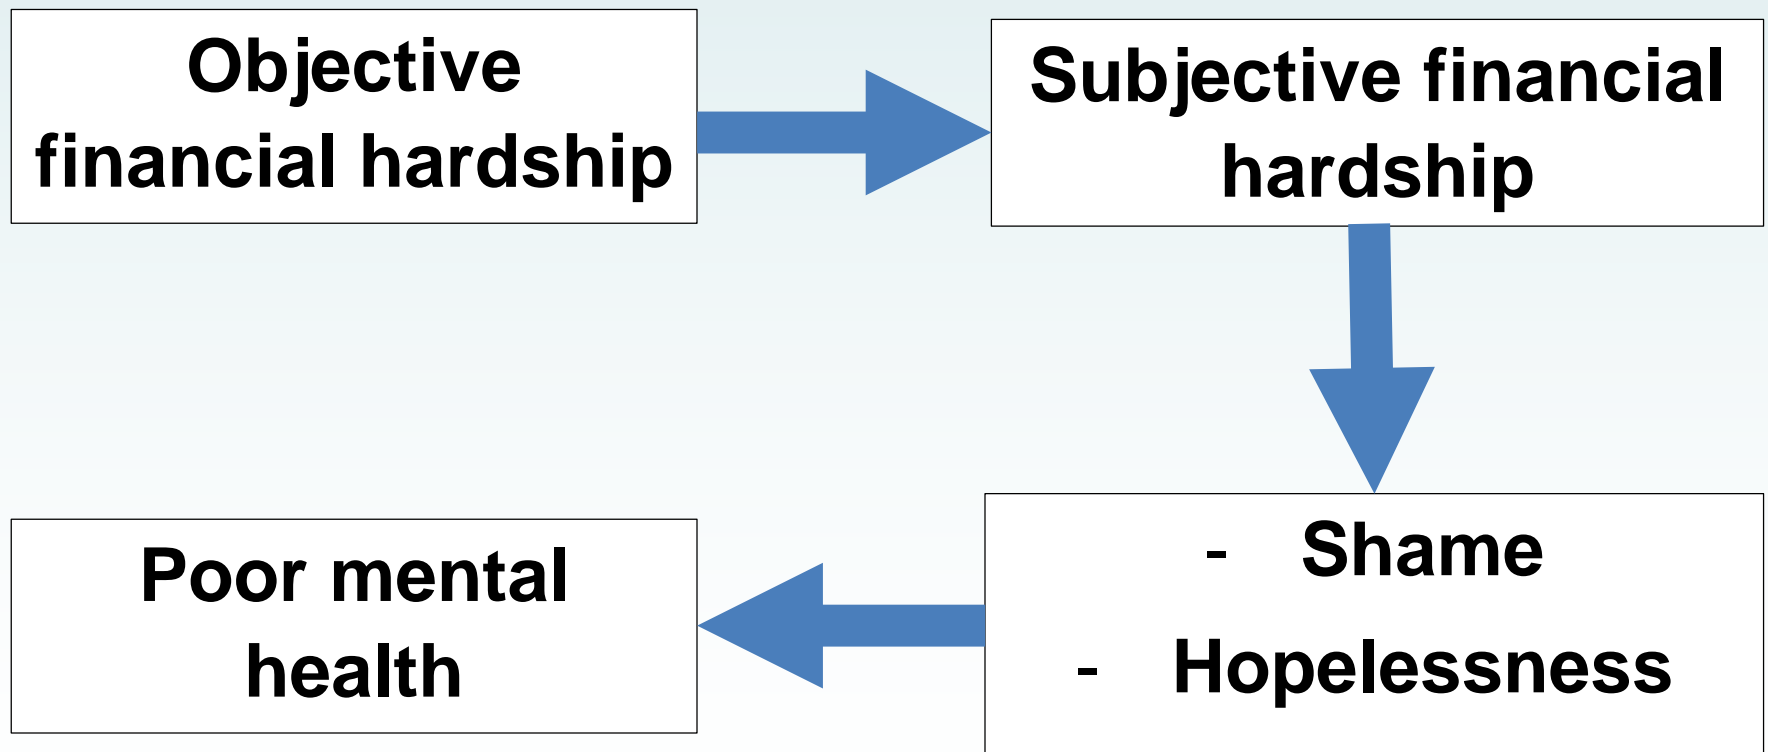 Objective
financial hardship
Subjective financial
hardship
- Shame
- Hopelessness
Poor mental
health